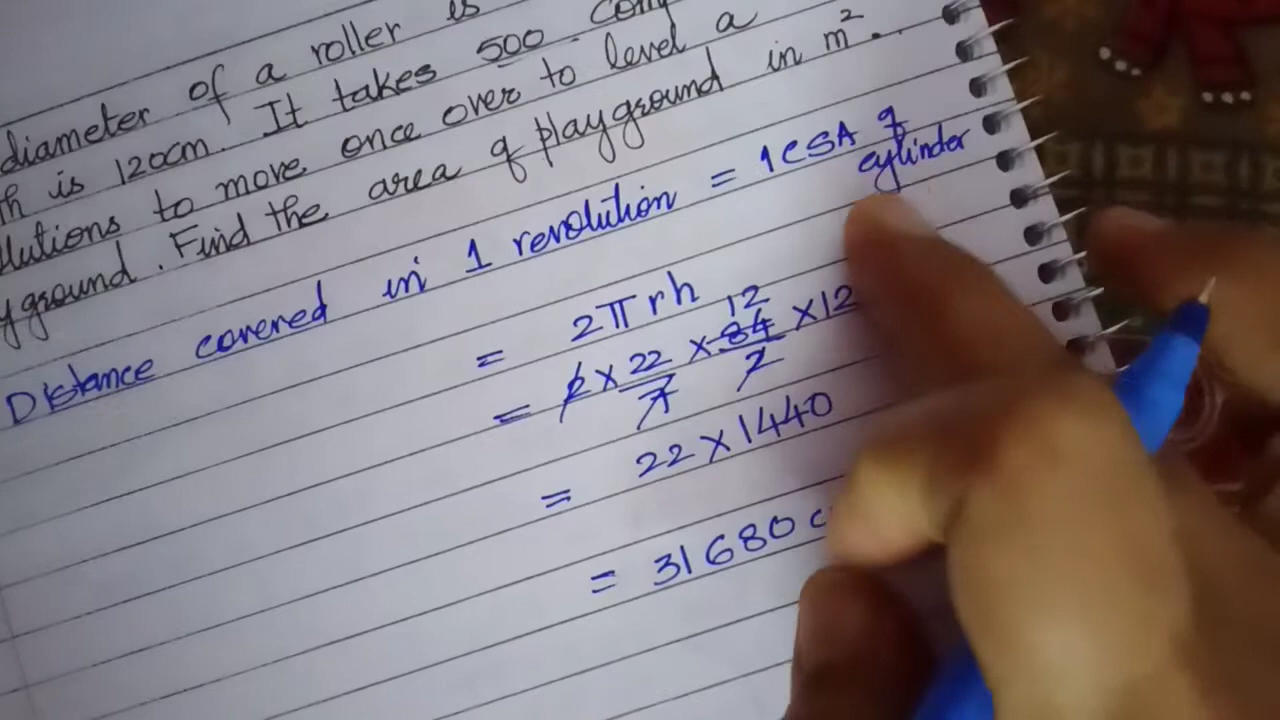 diameter of a roller is
is 120cm. It takes 500
to move once over to level a
ground. Find the area of playground in m².
Distance covered in 1 revolution = 1 CSA of cylinder
= 2πrh
= 2 × 22/7 × 84/2 × 12
12
= 22 × 1440
= 31680